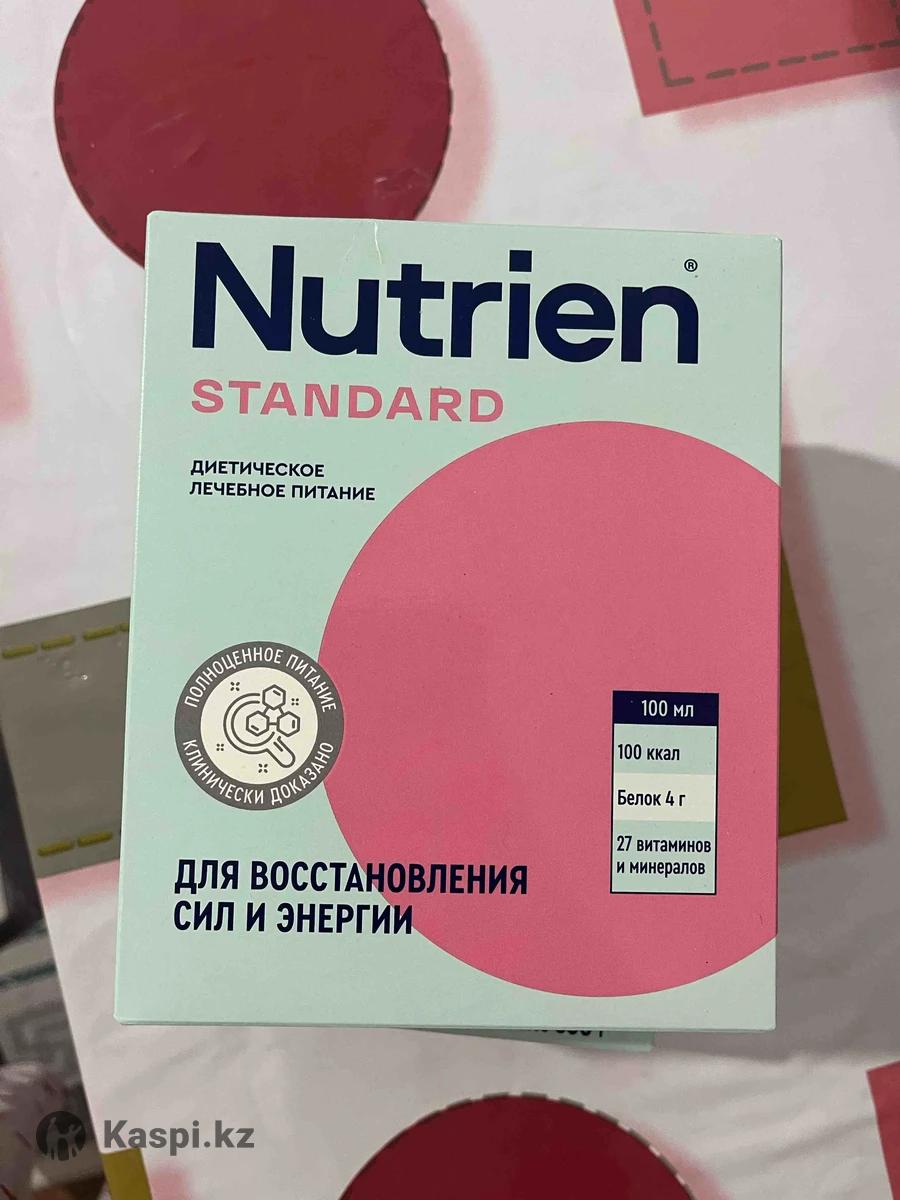 Nutrien®
STANDARD
ДИЕТИЧЕСКОЕ
ЛЕЧЕБНОЕ ПИТАНИЕ
ПОЛНОЦЕННОЕ ПИТАНИЕ
КЛИНИЧЕСКИ ДОКАЗАНО
100 мл
100 ккал
Белок 4 г
27 витаминов
и минералов
ДЛЯ ВОССТАНОВЛЕНИЯ
СИЛ И ЭНЕРГИИ
Kaspi.kz